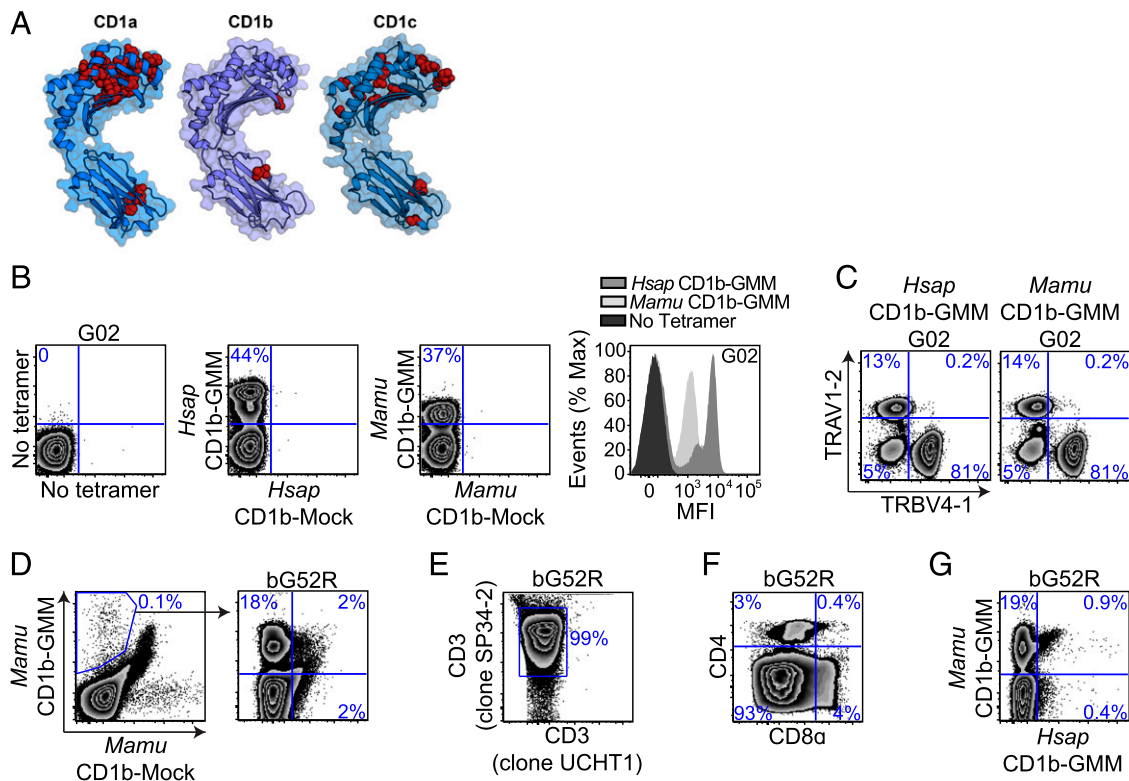 A
CD1a
CD1b
CD1c
B
G02
0
No tetramer
No tetramer
44%
Hsap
CD1b-GMM
Hsap
CD1b-Mock
37%
Mamu
CD1b-GMM
Mamu
CD1b-Mock
Hsap CD1b-GMM
Mamu CD1b-GMM
No Tetramer
G02
Events (% Max)
100
80
60
40
20
0
0 10³ 10⁴ 10⁵
MFI
C
Hsap
CD1b-GMM
Mamu
CD1b-GMM
G02
G02
13% 0.2%
5% 81%
14% 0.2%
5% 81%
TRAV1-2
TRBV4-1
D
0.1%
Mamu
CD1b-GMM
Mamu
CD1b-Mock
bG52R
18% 2%
2%
E
bG52R
99%
CD3
(clone SP34-2)
CD3
(clone UCHT1)
F
bG52R
3% 0.4%
93% 4%
CD4
CD8α
G
bG52R
19% 0.9%
0.4%
Mamu
CD1b-GMM
Hsap
CD1b-GMM